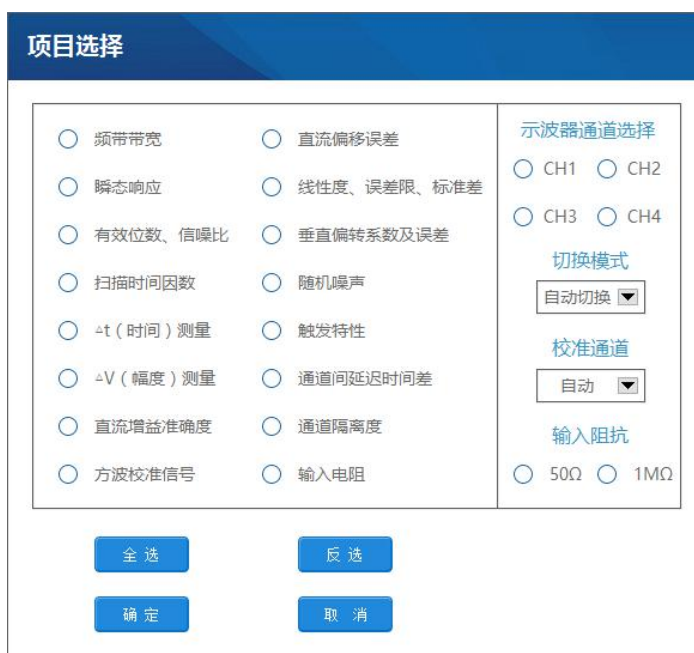 项目选择
频带带宽 直流偏移误差
瞬态响应 线性度、误差限、标准差
有效位数、信噪比 垂直偏转系数及误差
扫描时间因数 随机噪声
△t（时间）测量 触发特性
△V（幅度）测量 通道间延迟时间差
直流增益准确度 通道隔离度
方波校准信号 输入电阻
示波器通道选择
CH1 CH2
CH3 CH4
切换模式
自动切换
校准通道
自动
输入阻抗
50Ω 1MΩ
全选 反选
确定 取消